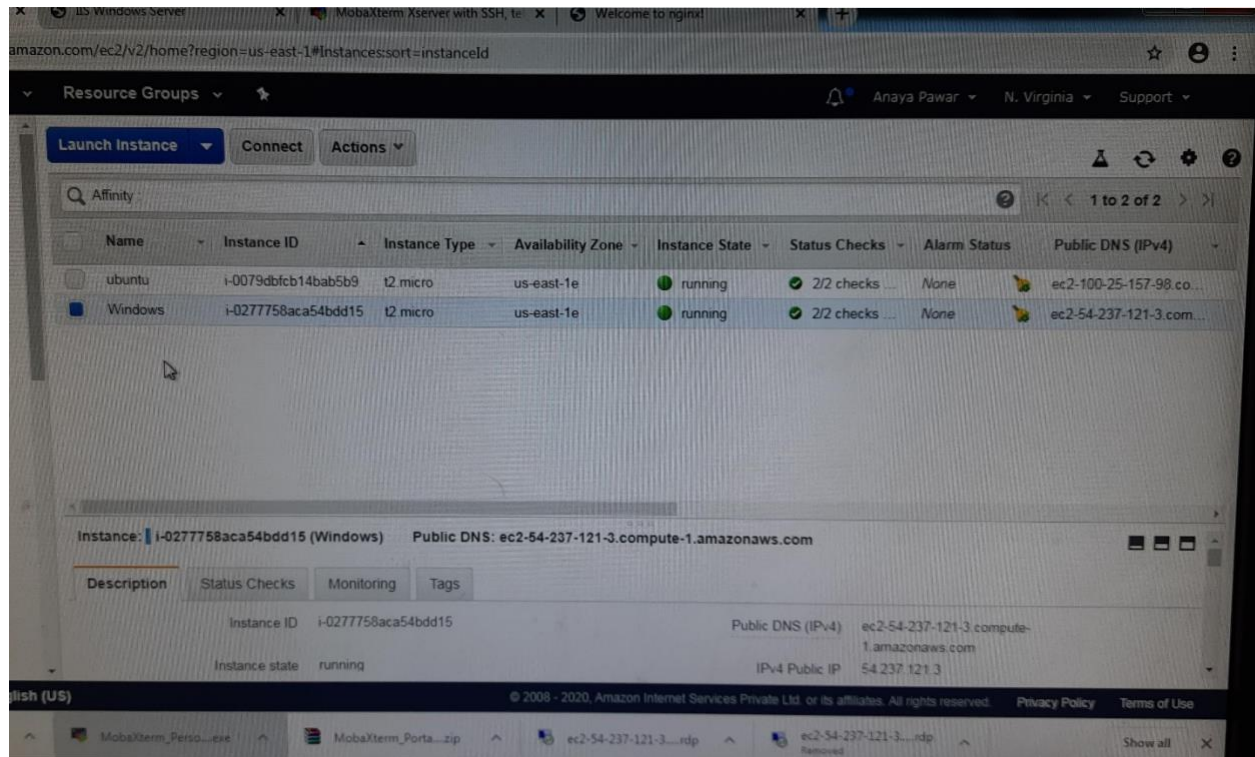 IIS Windows Server MobaXterm Xserver with SSH, te Welcome to nginx!
amazon.com/ec2/v2/home?region=us-east-1#Instances:sort=instanceId
Resource Groups Anaya Pawar N. Virginia Support
Launch Instance Connect Actions
Affinity : 1 to 2 of 2
Name Instance ID Instance Type Availability Zone Instance State Status Checks Alarm Status Public DNS (IPv4)
ubuntu i-0079dbfcb14bab5b9 t2.micro us-east-1e running 2/2 checks ... None ec2-100-25-157-98.co...
Windows i-0277758aca54bdd15 t2.micro us-east-1e running 2/2 checks ... None ec2-54-237-121-3.com...
Instance: i-0277758aca54bdd15 (Windows) Public DNS: ec2-54-237-121-3.compute-1.amazonaws.com
Description Status Checks Monitoring Tags
Instance ID i-0277758aca54bdd15 Public DNS (IPv4) ec2-54-237-121-3.compute-
1.amazonaws.com
Instance state running IPv4 Public IP 54.237.121.3
glish (US) © 2008 - 2020, Amazon Internet Services Private Ltd. or its affiliates. All rights reserved. Privacy Policy Terms of Use
MobaXterm_Perso....exe MobaXterm_Porta....zip ec2-54-237-121-3....rdp ec2-54-237-121-3....rdp Show all
Removed